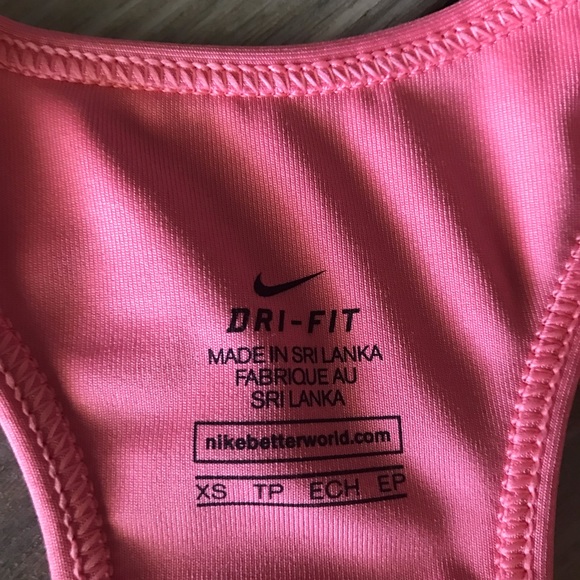 DRI-FIT
MADE IN SRI LANKA
FABRIQUE AU
SRI LANKA
nikebetterworld.com
XS TP ECH EP